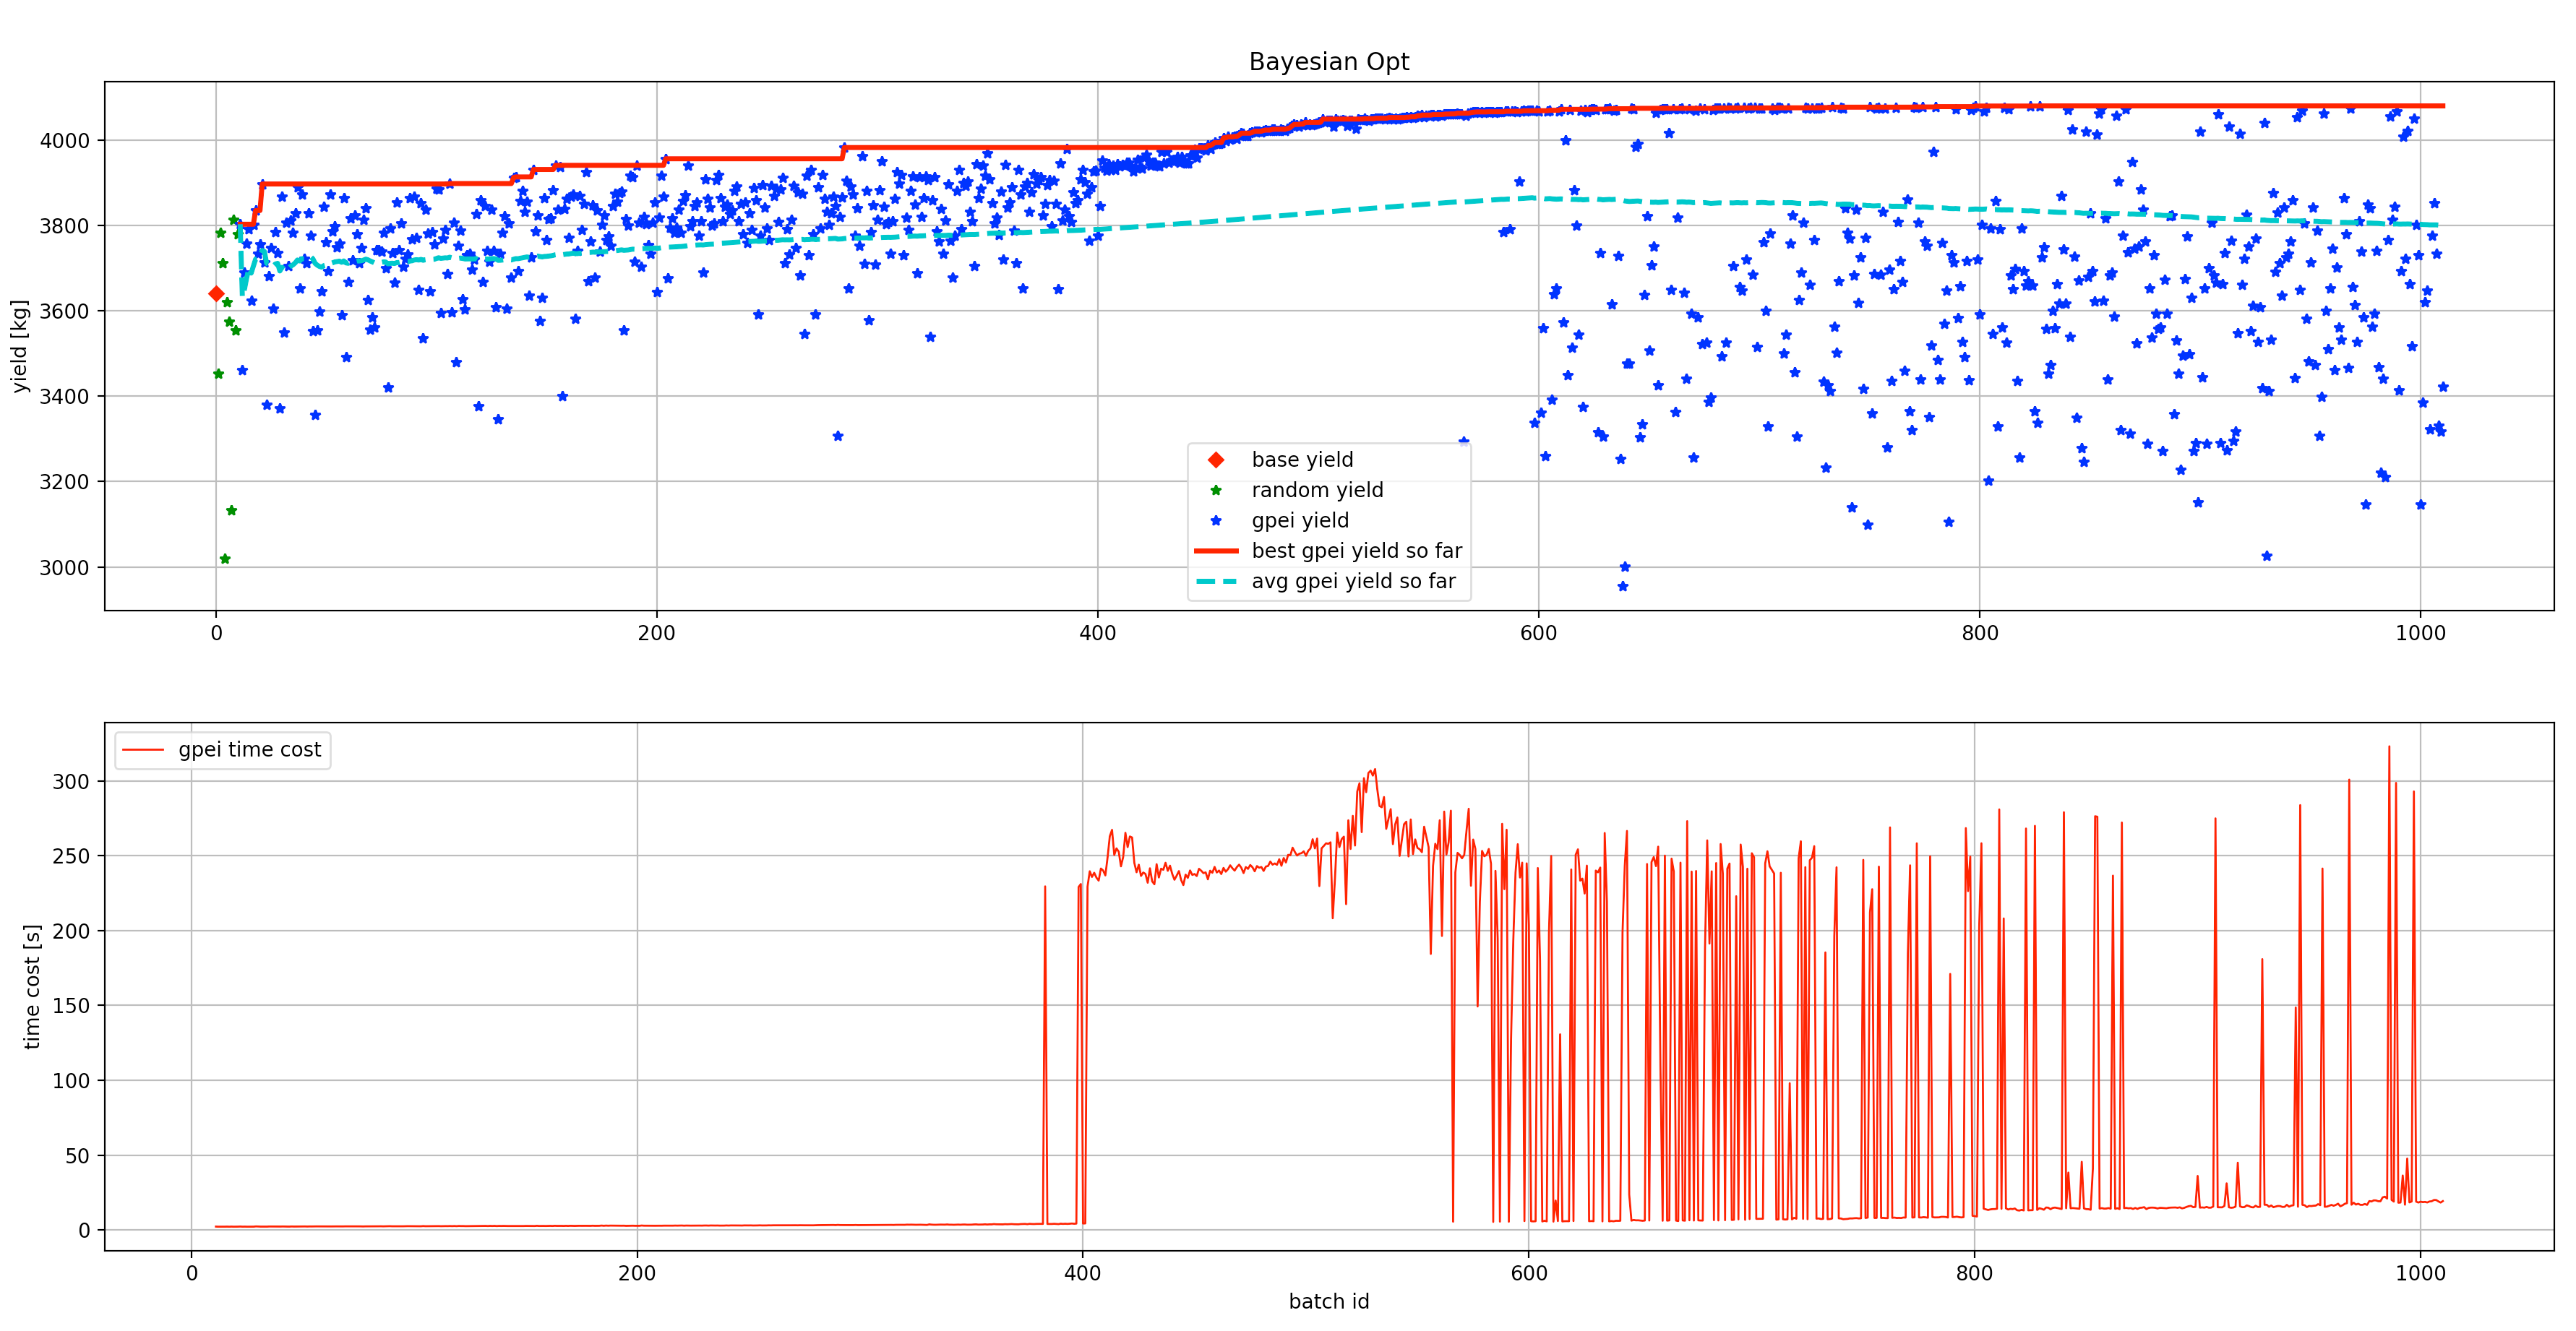 Bayesian Opt
yield [kg]
4000
3800
3600
3400
3200
3000
base yield
random yield
gpei yield
best gpei yield so far
avg gpei yield so far
0 200 400 600 800 1000
gpei time cost
time cost [s]
300
250
200
150
100
50
0
0 200 400 600 800 1000
batch id